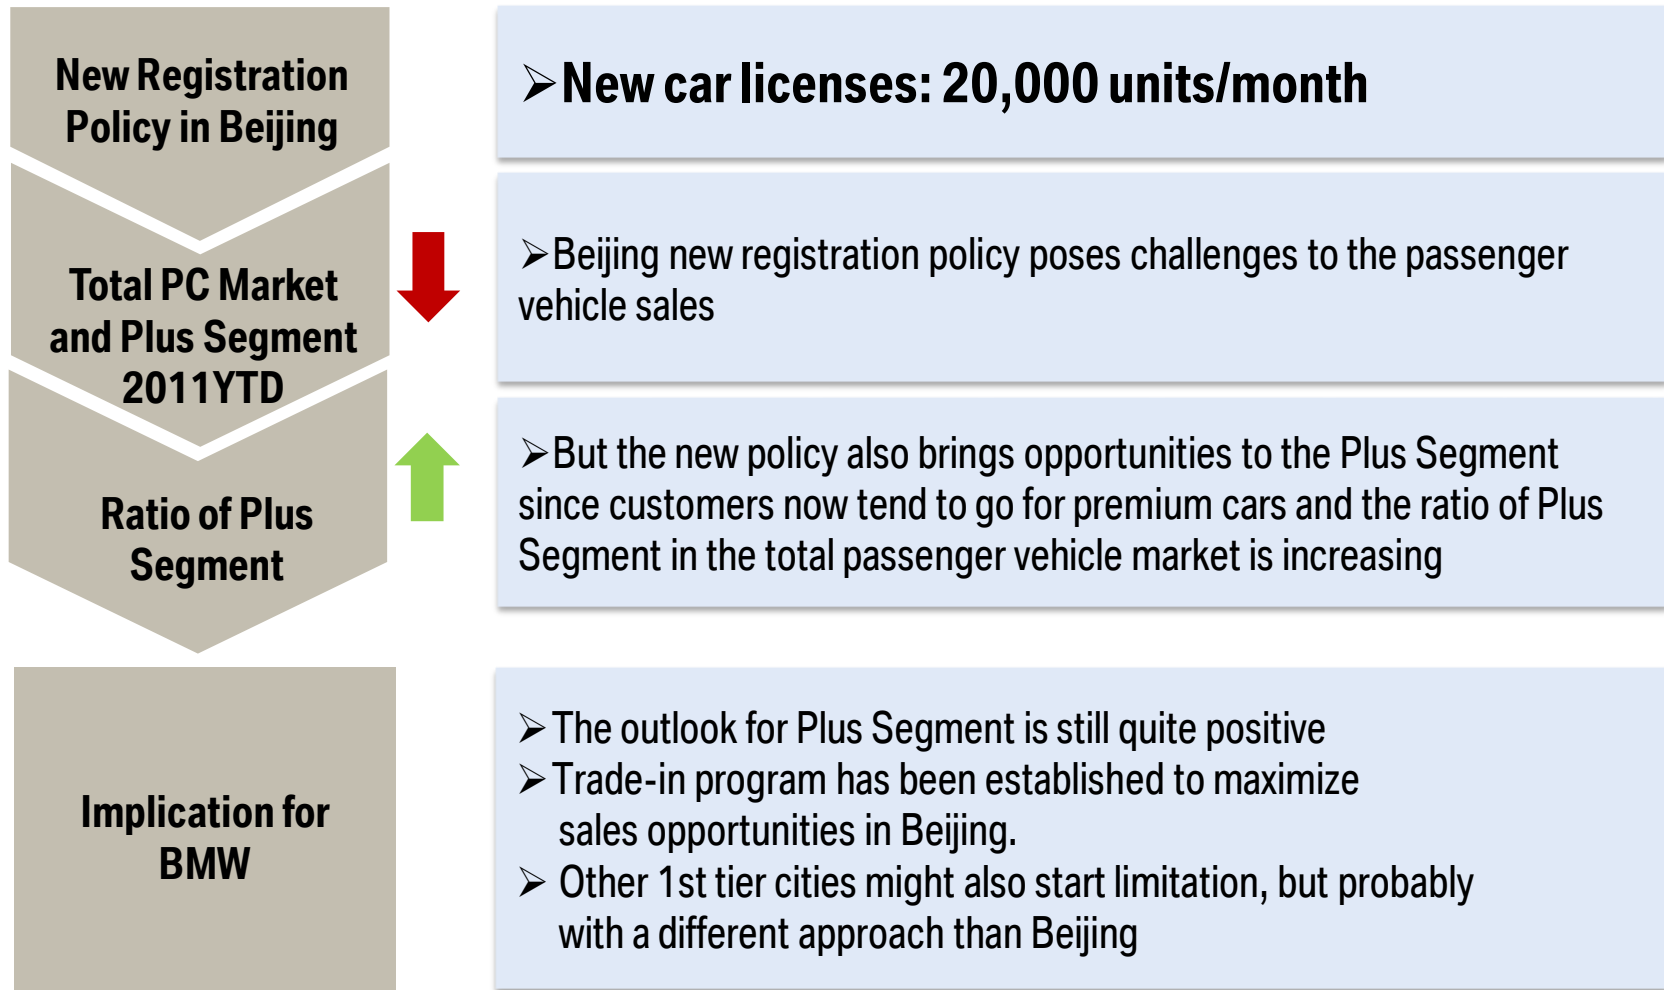 New Registration
Policy in Beijing
➢New car licenses: 20,000 units/month
Total PC Market
and Plus Segment
2011YTD
➢Beijing new registration policy poses challenges to the passenger
vehicle sales
Ratio of Plus
Segment
➢But the new policy also brings opportunities to the Plus Segment
since customers now tend to go for premium cars and the ratio of Plus
Segment in the total passenger vehicle market is increasing
Implication for
BMW
➢The outlook for Plus Segment is still quite positive
➢Trade-in program has been established to maximize
sales opportunities in Beijing.
➢ Other 1st tier cities might also start limitation, but probably
with a different approach than Beijing